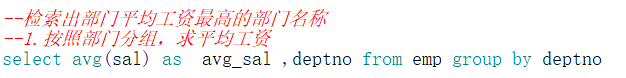 --检索出部门平均工资最高的部门名称
--1.按照部门分组，求平均工资
select avg(sal) as  avg_sal ,deptno from emp group by deptno